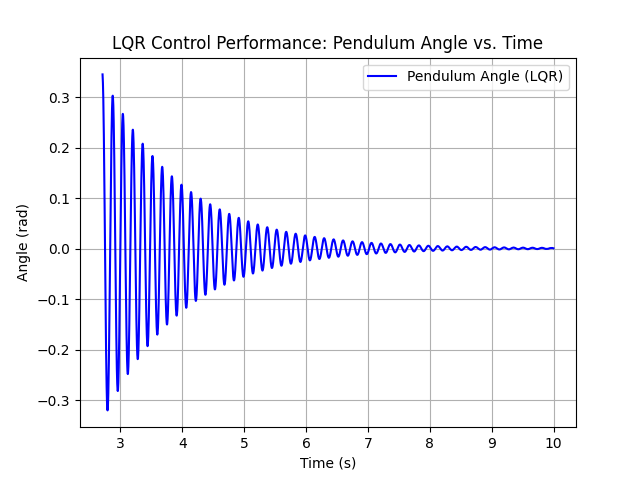 LQR Control Performance: Pendulum Angle vs. Time
Pendulum Angle (LQR)
0.3
0.2
0.1
0.0
−0.1
−0.2
−0.3
Angle (rad)
3 4 5 6 7 8 9 10
Time (s)